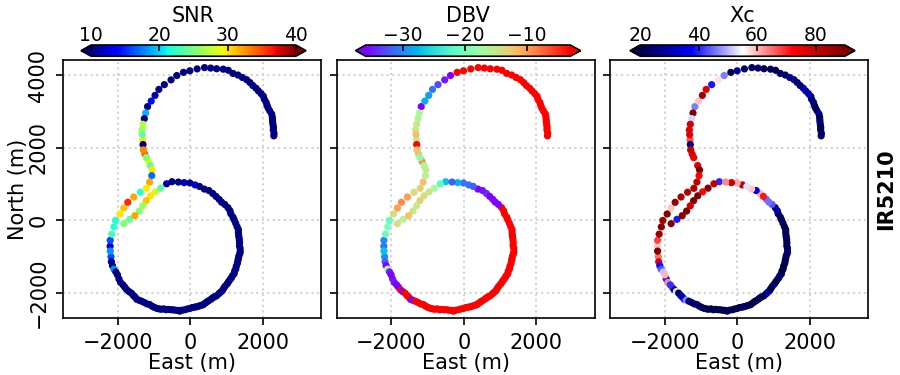 SNR DBV Xc
10 20 30 40 −30 −20 −10 20 40 60 80
4000
2000
0
−2000
North (m)
IR5210
−2000 0 2000 −2000 0 2000 −2000 0 2000
East (m) East (m) East (m)